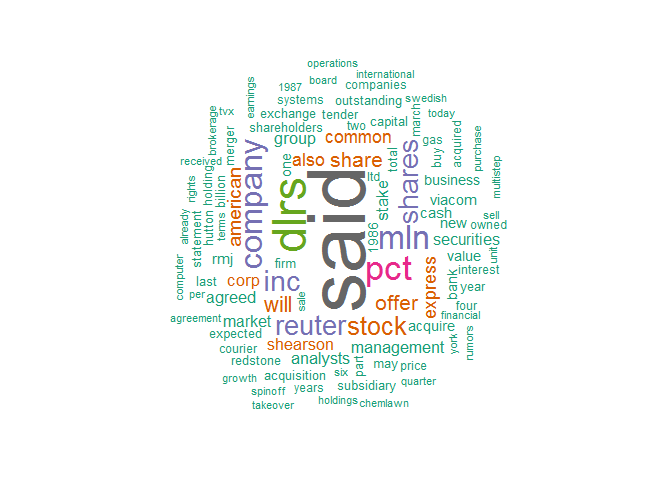 operations
international
1987
board
companies
earnings
systems
outstanding
swedish
tvx
exchange
tender
march
today
shareholders
two
capital
brokerage
merger
group
common
gas
acquired
purchase
received
one
also
share
total
buy
multistep
american
company
dlrs
said
ltd
stake
shares
business
rights
holding
billion
viacom
already
hutton
terms
cash
new
owned
sell
statement
1986
mln
securities
rmj
firm
pct
value
unit
computer
last
corp
inc
express
bank
interest
per
agreed
will
sale
offer
year
agreement
market
reuter
stock
acquire
four
financial
expected
shearson
york
rumors
courier
analysts
management
redstone
part
may
price
growth
acquisition
six
quarter
spinoff
years
subsidiary
takeover
holdings
chemlawn